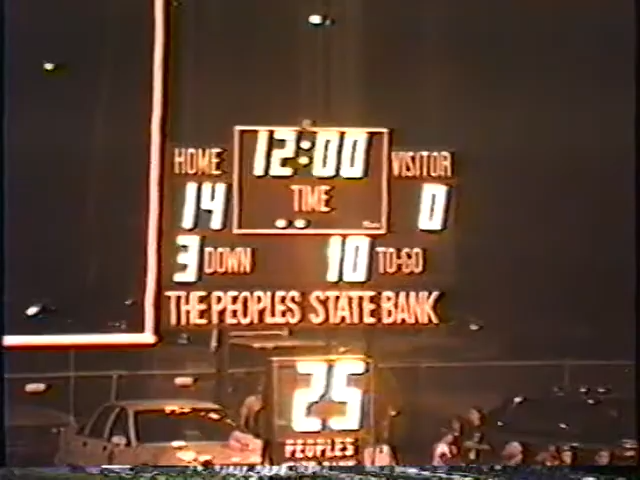 12:00
HOME VISITOR
TIME
14 0
3 DOWN 10 TO-GO
THE PEOPLES STATE BANK
25
PEOPLES